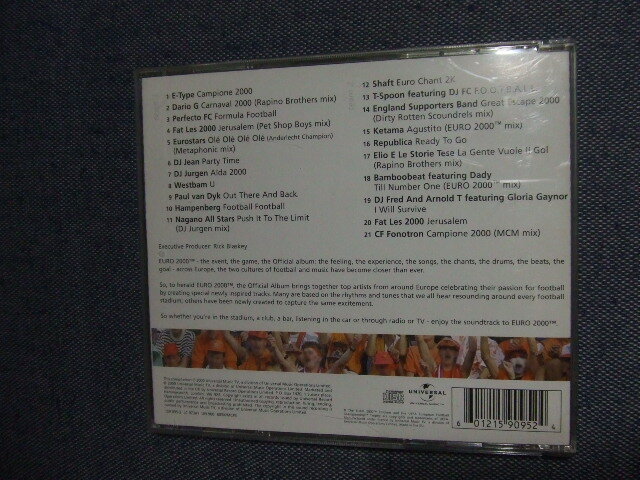 1 E-Type Campione 2000
2 Dario G Carnaval 2000 (Rapino Brothers mix)
3 Perfecto FC Formula Football
4 Fat Les 2000 Jerusalem (Pet Shop Boys mix)
5 Eurostars Ole Ole Ole Ole (Anderlecht Champion)
(Metaphonic mix)
6 DJ Jean Party Time
7 DJ Jurgen Alda 2000
8 Westbam U
9 Paul van Dyk Out There And Back
10 Hampenberg Football Football
11 Nagano All Stars Push It To The Limit
(DJ Jurgen mix)
12 Shaft Euro Chant 2K
13 T-Spoon featuring DJ FC F.O.O.T.B.A.L.L.
14 England Supporters Band Great Escape 2000
(Dirty Rotten Scoundrels mix)
15 Ketama Agustito (EURO 2000™ mix)
16 Republica Ready To Go
17 Elio E Le Storie Tese La Gente Vuole Il Gol
(Rapino Brothers mix)
18 Bamboobeat featuring Dady
Till Number One (EURO 2000™ mix)
19 DJ Fred And Arnold T featuring Gloria Gaynor
I Will Survive
20 Fat Les 2000 Jerusalem
21 CF Fonotron Campione 2000 (MCM mix)
Executive Producer: Rick Blaskey
EURO 2000™ - the event, the game, the Official album: the feeling, the experience, the songs, the chants, the drums, the beats, the
goal - across Europe, the two cultures of football and music have become closer than ever.
So, to herald EURO 2000™, the Official Album brings together top artists from around Europe celebrating their passion for football
by creating special newly inspired tracks. Many are based on the rhythms and tunes that we all hear resounding around every football
stadium, others have been newly created to capture the same excitement.
So whether you're in the stadium, a club, a bar, listening in the car or through radio or TV - enjoy the soundtrack to EURO 2000™.
UNIVERSAL
6 01215 90952 4